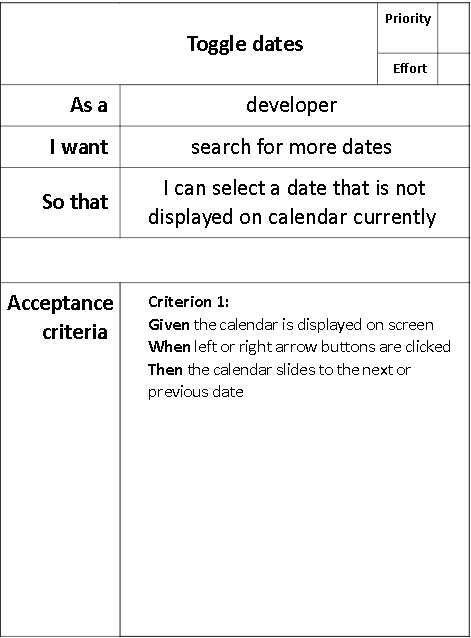 Toggle dates
Priority
Effort
As a
developer
I want
search for more dates
So that
I can select a date that is not
displayed on calendar currently
Acceptance
criteria
Criterion 1:
Given the calendar is displayed on screen
When left or right arrow buttons are clicked
Then the calendar slides to the next or
previous date